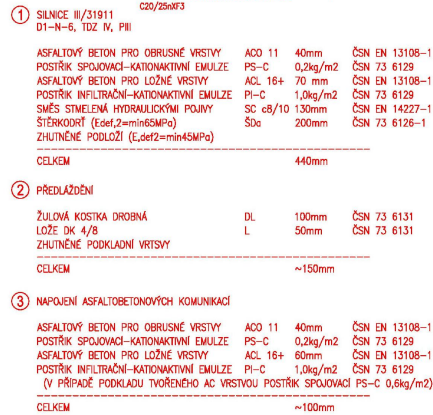 C20/25nXF3
1 SILNICE III/31911
D1-N-6, TDZ IV, PIII
ASFALTOVÝ BETON PRO OBRUSNÉ VRSTVY ACO 11 40mm ČSN EN 13108-1
POSTŘIK SPOJOVACÍ-KATIONAKTIVNÍ EMULZE PS-C 0,2kg/m2 ČSN 73 6129
ASFALTOVÝ BETON PRO LOŽNÉ VRSTVY ACL 16+ 70 mm ČSN EN 13108-1
POSTŘIK INFILTRAČNÍ-KATIONAKTIVNÍ EMULZE PI-C 1,0kg/m2 ČSN 73 6129
SMĚS STMELENÁ HYDRAULICKÝMI POJIVY SC c8/10 130mm ČSN EN 14227-1
ŠTĚRKODRŤ (Edef,2=min65MPa) ŠDa 200mm ČSN 73 6126-1
ZHUTNĚNÉ PODLOŽÍ (E,def2=min45MPa)
CELKEM 440mm
2 PŘEDLÁŽDĚNÍ
ŽULOVÁ KOSTKA DROBNÁ DL 100mm ČSN 73 6131
LOŽE DK 4/8 L 50mm ČSN 73 6131
ZHUTNĚNÉ PODKLADNÍ VRTSVY
CELKEM ~150mm
3 NAPOJENÍ ASFALTOBETONOVÝCH KOMUNIKACÍ
ASFALTOVÝ BETON PRO OBRUSNÉ VRSTVY ACO 11 40mm ČSN EN 13108-1
POSTŘIK SPOJOVACÍ-KATIONAKTIVNÍ EMULZE PS-C 0,2kg/m2 ČSN 73 6129
ASFALTOVÝ BETON PRO LOŽNÉ VRSTVY ACL 16+ 60mm ČSN EN 13108-1
POSTŘIK INFILTRAČNÍ-KATIONAKTIVNÍ EMULZE PI-C 1,0kg/m2 ČSN 73 6129
(V PŘÍPADĚ PODKLADU TVOŘENÉHO AC VRSTVOU POSTŘIK SPOJOVACÍ PS-C 0,6kg/m2)
CELKEM ~100mm